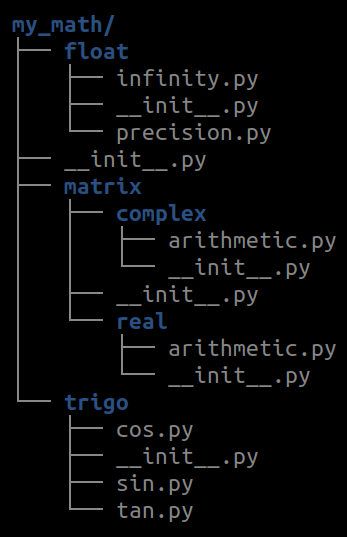 my_math/
float
infinity.py
__init__.py
precision.py
__init__.py
matrix
complex
arithmetic.py
__init__.py
__init__.py
real
arithmetic.py
__init__.py
trigo
cos.py
__init__.py
sin.py
tan.py